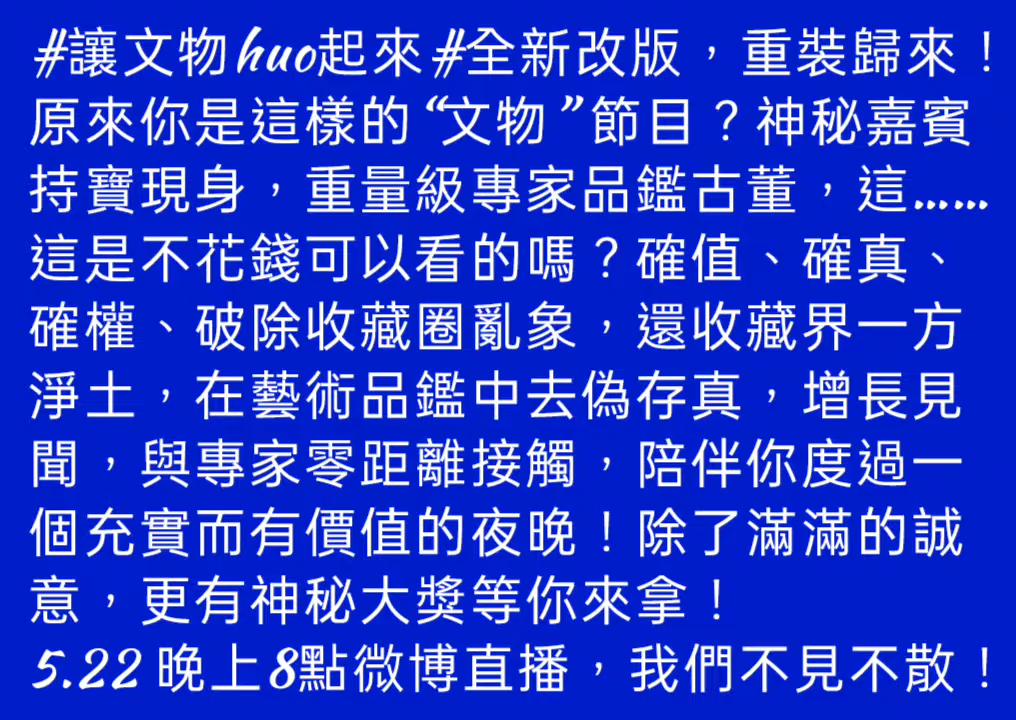 #讓文物huo起來#全新改版，重裝歸來！
原來你是這樣的“文物”節目？神秘嘉賓
持寶現身，重量級專家品鑑古董，這……
這是不花錢可以看的嗎？確值、確真、
確權、破除收藏圈亂象，還收藏界一方
淨土，在藝術品鑑中去偽存真，增長見
聞，與專家零距離接觸，陪伴你度過一
個充實而有價值的夜晚！除了滿滿的誠
意，更有神秘大獎等你來拿！
5.22 晚上8點微博直播，我們不見不散！